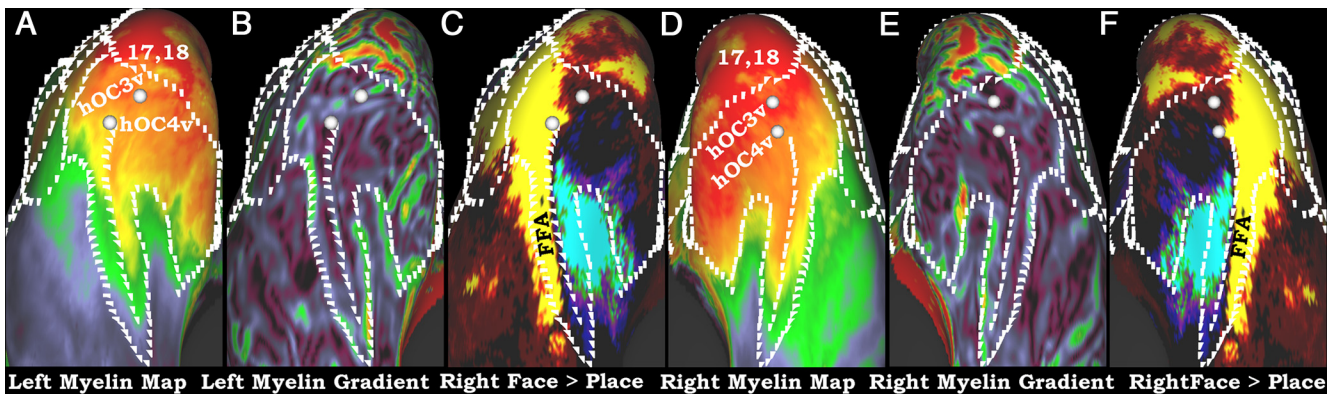 A
17,18
hOC3v
hOC4v
Left Myelin Map
B
Left Myelin Gradient
C
FFA
Right Face > Place
D
17,18
hOC3v
hOC4v
Right Myelin Map
E
Right Myelin Gradient
F
FFA
RightFace > Place